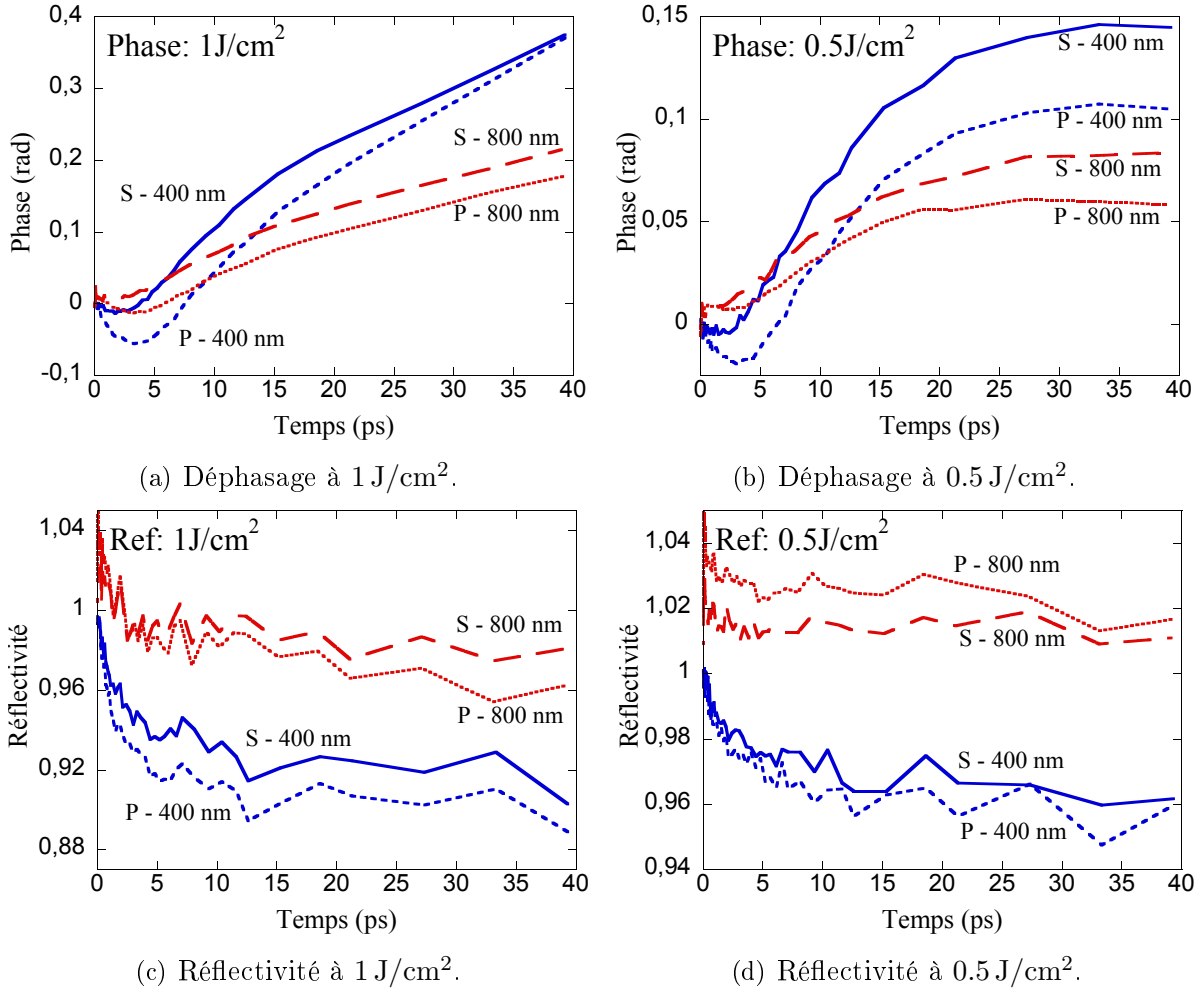 Phase: 1J/cm²
Phase (rad)
0,4
0,3
0,2
0,1
0
-0,1
S - 400 nm
S - 800 nm
P - 800 nm
P - 400 nm
0 5 10 15 20 25 30 35 40
Temps (ps)
(a) Déphasage à 1 J/cm².
Phase: 0.5J/cm²
Phase (rad)
0,15
0,1
0,05
0
S - 400 nm
P - 400 nm
S - 800 nm
P - 800 nm
0 5 10 15 20 25 30 35 40
Temps (ps)
(b) Déphasage à 0.5 J/cm².
Ref: 1J/cm²
Réflectivité
1,04
1
0,96
0,92
0,88
S - 800 nm
P - 800 nm
S - 400 nm
P - 400 nm
0 5 10 15 20 25 30 35 40
Temps (ps)
(c) Réflectivité à 1 J/cm².
Ref: 0.5J/cm²
Réflectivité
1,04
1,02
1
0,98
0,96
0,94
P - 800 nm
S - 800 nm
S - 400 nm
P - 400 nm
0 5 10 15 20 25 30 35 40
Temps (ps)
(d) Réflectivité à 0.5 J/cm².